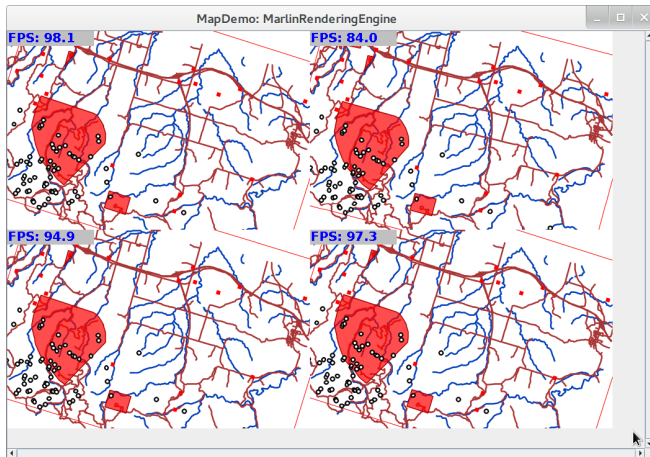 MapDemo: MarlinRenderingEngine
FPS: 98.1
FPS: 84.0
FPS: 94.9
FPS: 97.3